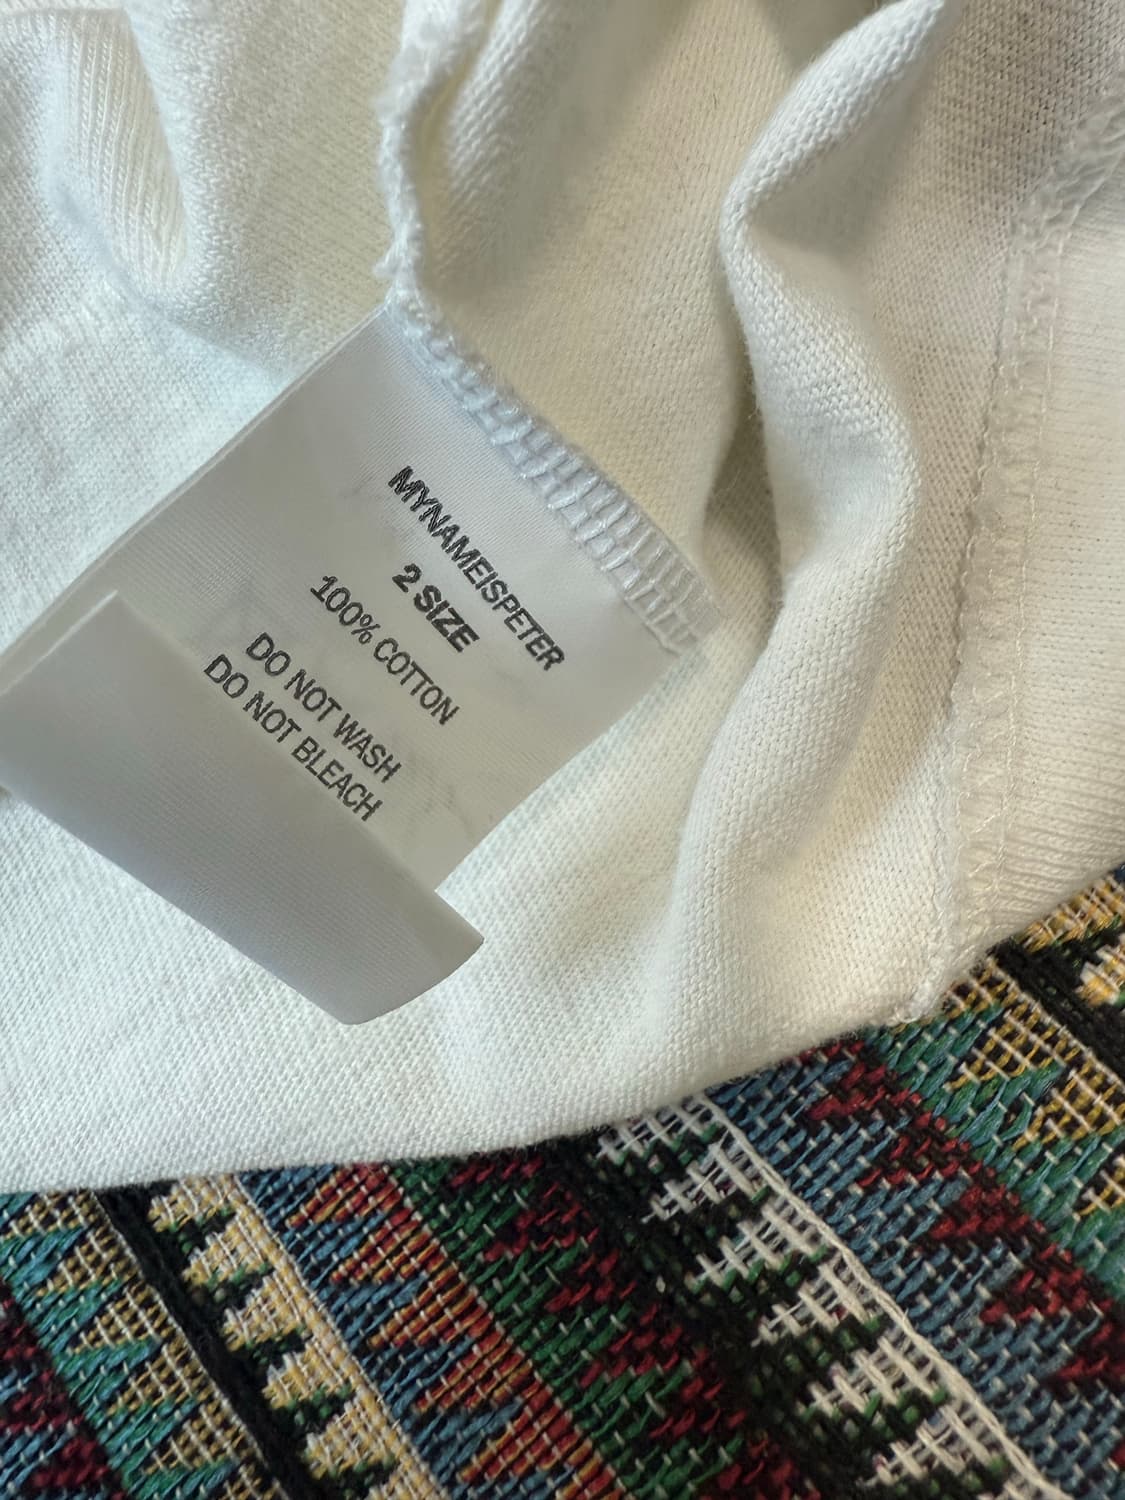 MYNAMEISPETER
2 SIZE
100% COTTON
DO NOT WASH
DO NOT BLEACH